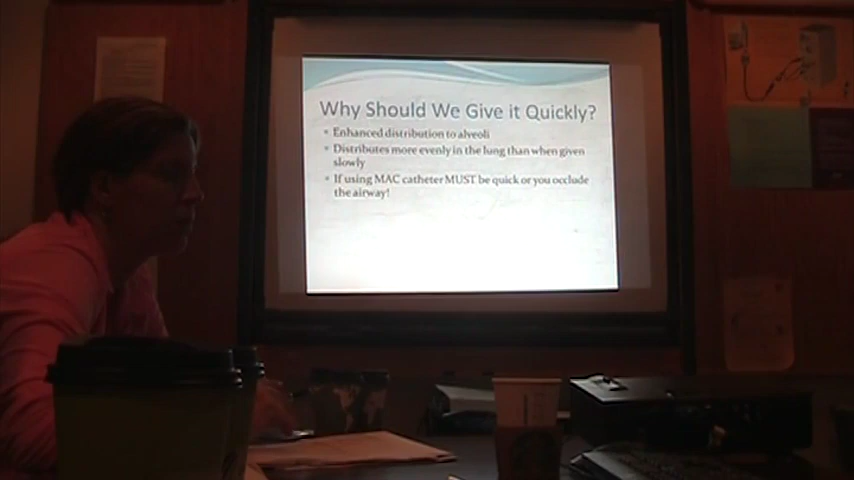 Why Should We Give it Quickly?
Enhanced distribution to alveoli
Distributes more evenly in the lung than when given
slowly
If using MAC catheter MUST be quick or you occlude
the airway!